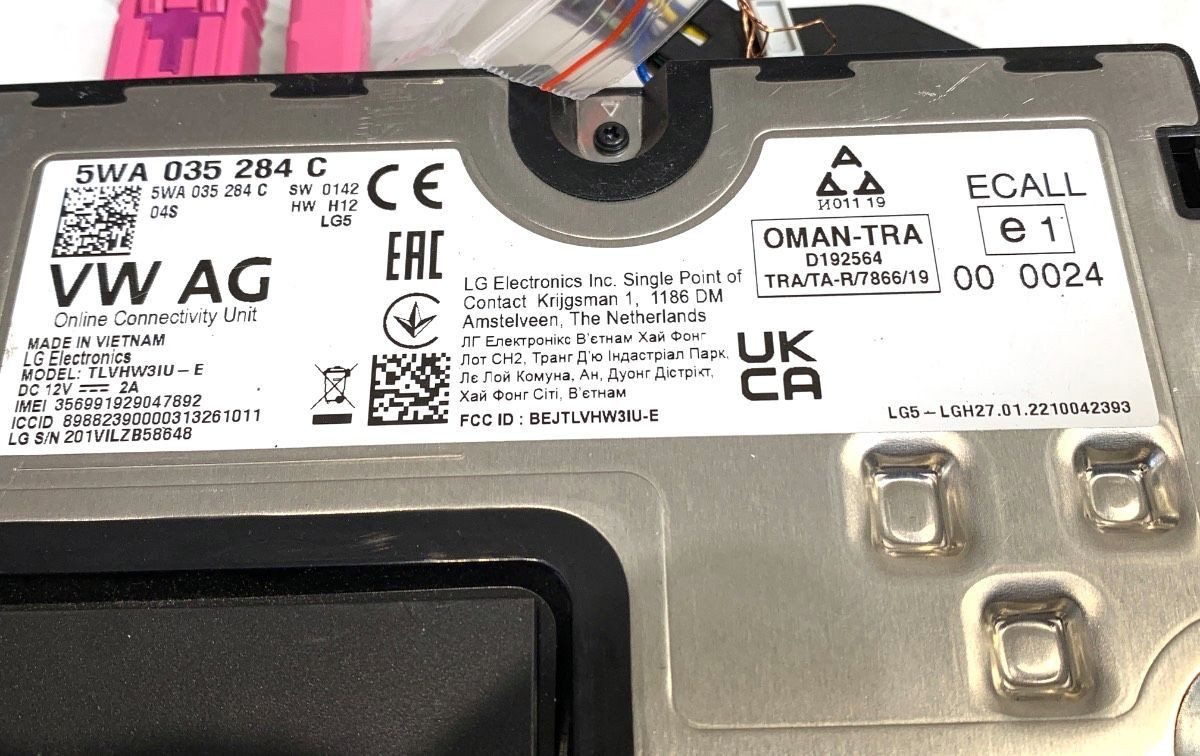 5WA 035 284 C
5WA 035 284 C
04S
SW 0142
HW H12
LG5
CE
VW AG
Online Connectivity Unit
MADE IN VIETNAM
LG Electronics
MODEL: TLVHW3IU – E
DC 12V 2A
IMEI 356991929047892
ICCID 89882390000313261011
LG S/N 201VILZB58648
EAC
LG Electronics Inc. Single Point of
Contact Krijgsman 1, 1186 DM
Amstelveen, The Netherlands
ЛГ Електронікс В'єтнам Хай Фонг
Лот СН2, Транг Д'ю Індастріал Парк,
Лє Лой Комуна, Ан, Дуонг Дістрікт,
Хай Фонг Сіті, В'єтнам
FCC ID : BEJTLVHW3IU-E
И011 19
OMAN-TRA
D192564
TRA/TA-R/7866/19
UK
CA
ECALL
e 1
00 0024
LG5 – LGH27.01.2210042393